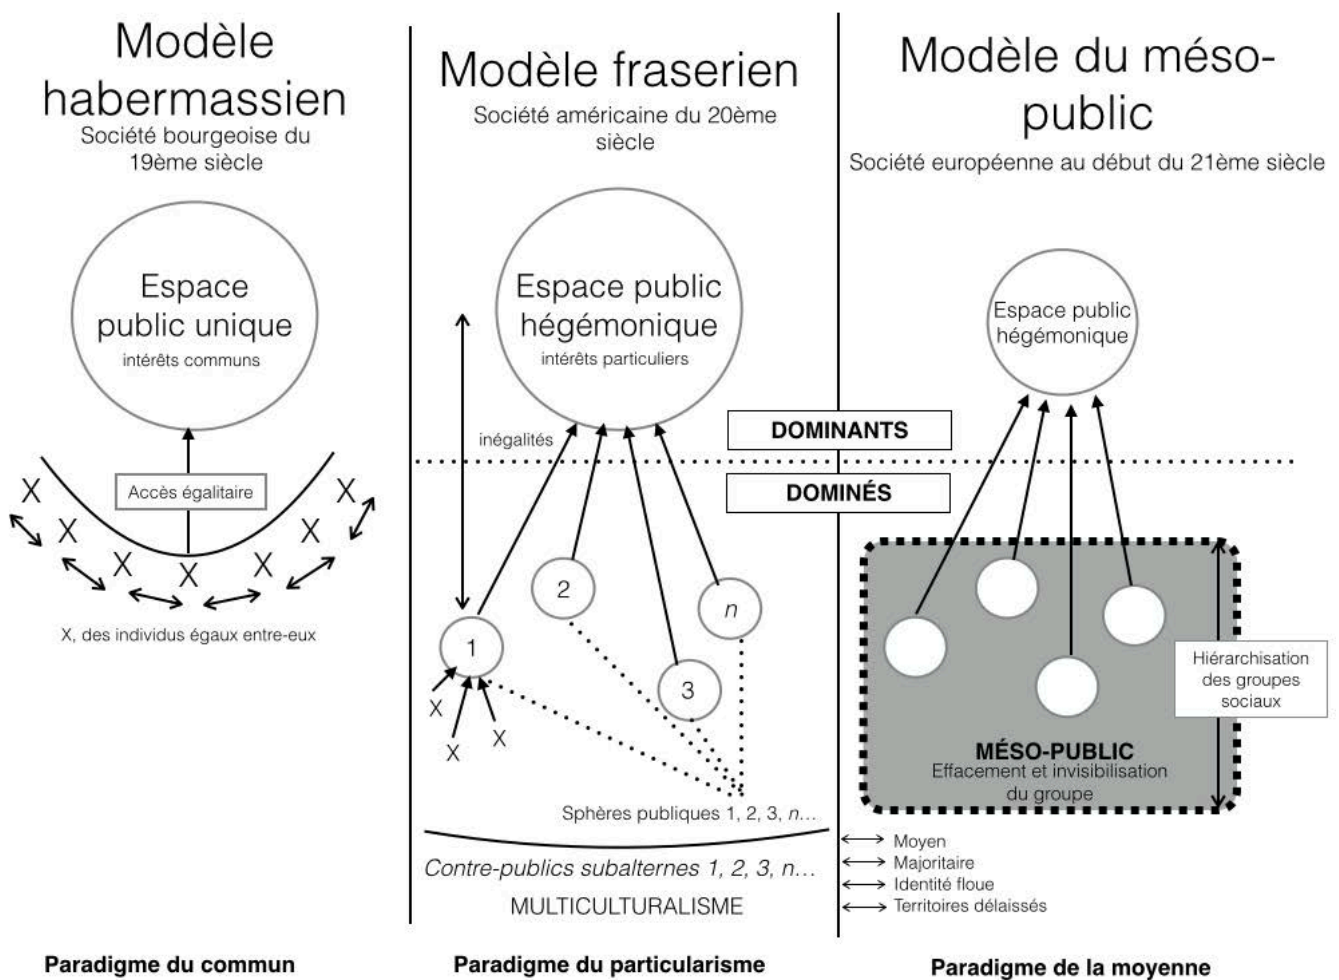 Modèle
habermassien
Société bourgeoise du
19ème siècle
Espace
public unique
intérêts communs
Accès égalitaire
X
X
X
X
X
X
X
X, des individus égaux entre-eux
Paradigme du commun
Modèle fraserien
Société américaine du 20ème
siècle
Espace public
hégémonique
intérêts particuliers
inégalités
DOMINANTS
DOMINÉS
1
2
3
n
X
X
X
Sphères publiques 1, 2, 3, n...
Contre-publics subalternes 1, 2, 3, n...
MULTICULTURALISME
Paradigme du particularisme
Modèle du méso-
public
Société européenne au début du 21ème siècle
Espace public
hégémonique
Hiérarchisation
des groupes
sociaux
MÉSO-PUBLIC
Effacement et invisibilisation
du groupe
Moyen
Majoritaire
Identité floue
Territoires délaissés
Paradigme de la moyenne